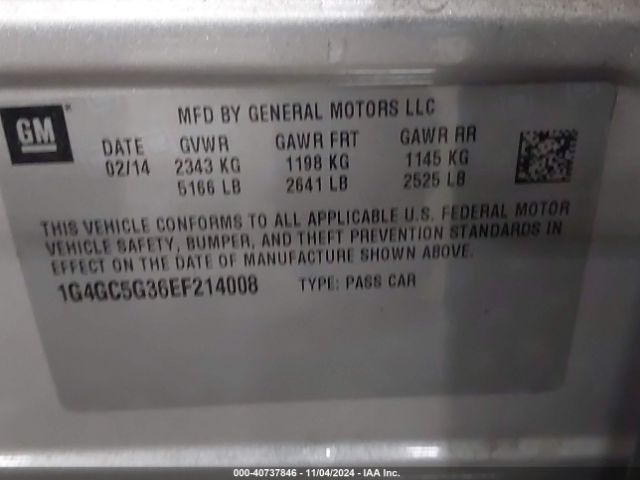 GM®
MFD BY GENERAL MOTORS LLC
DATE GVWR GAWR FRT GAWR RR
02/14 2343 KG 1198 KG 1145 KG
5166 LB 2641 LB 2525 LB
THIS VEHICLE CONFORMS TO ALL APPLICABLE U.S. FEDERAL MOTOR
VEHICLE SAFETY, BUMPER, AND THEFT PREVENTION STANDARDS IN
EFFECT ON THE DATE OF MANUFACTURE SHOWN ABOVE.
1G4GC5G36EF214008 TYPE: PASS CAR
000-40737846 - 11/04/2024 - IAA Inc.